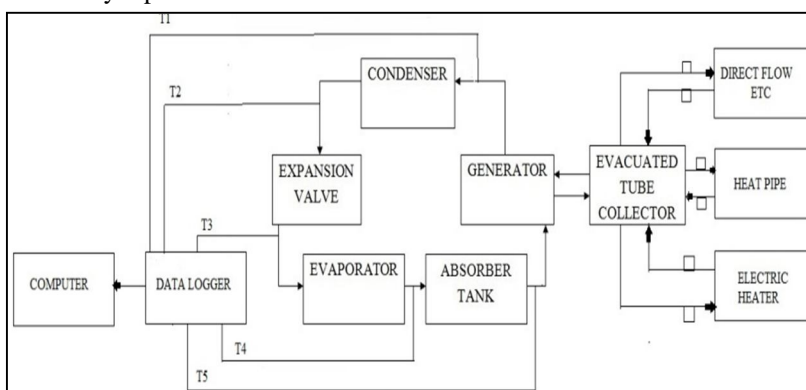 T1
CONDENSER
DIRECT FLOW
ETC
T2
EXPANSION
VALVE
GENERATOR
EVACUATED
TUBE
COLLECTOR
HEAT PIPE
T3
COMPUTER
DATA LOGGER
EVAPORATOR
ABSORBER
TANK
ELECTRIC
HEATER
T4
T5